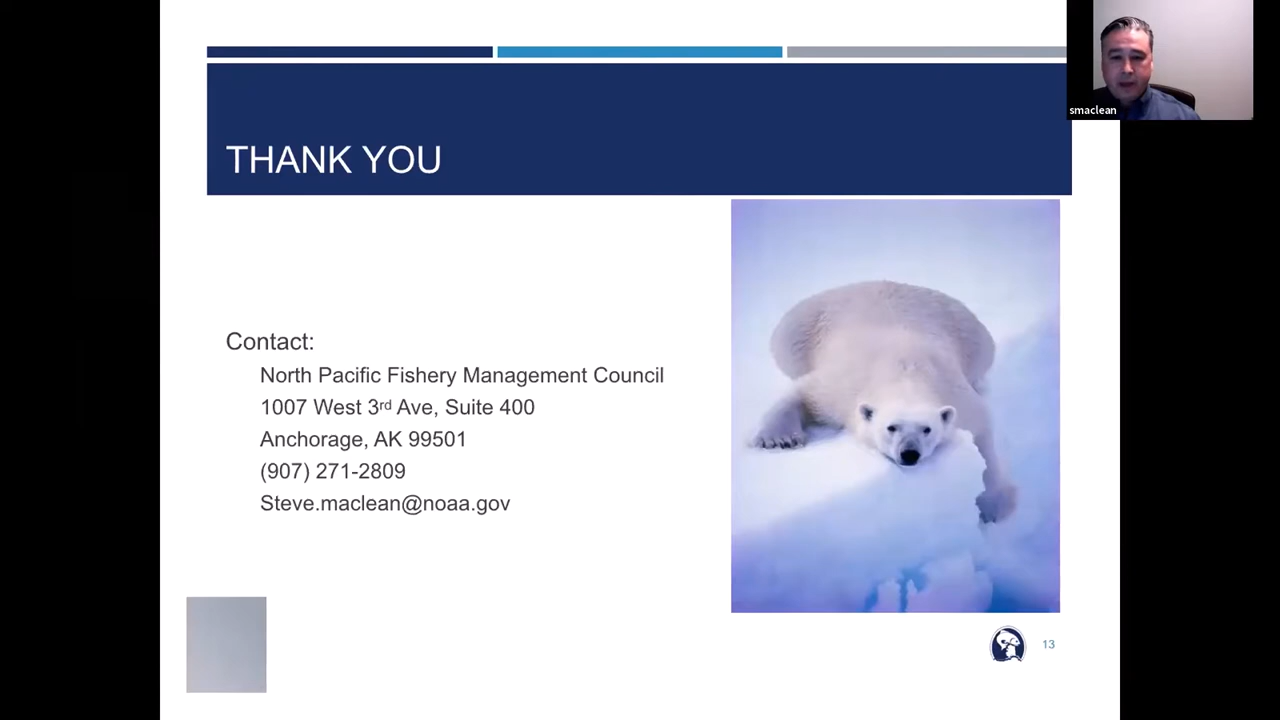 smaclean
THANK YOU
Contact:
North Pacific Fishery Management Council
1007 West 3rd Ave, Suite 400
Anchorage, AK 99501
(907) 271-2809
Steve.maclean@noaa.gov
13